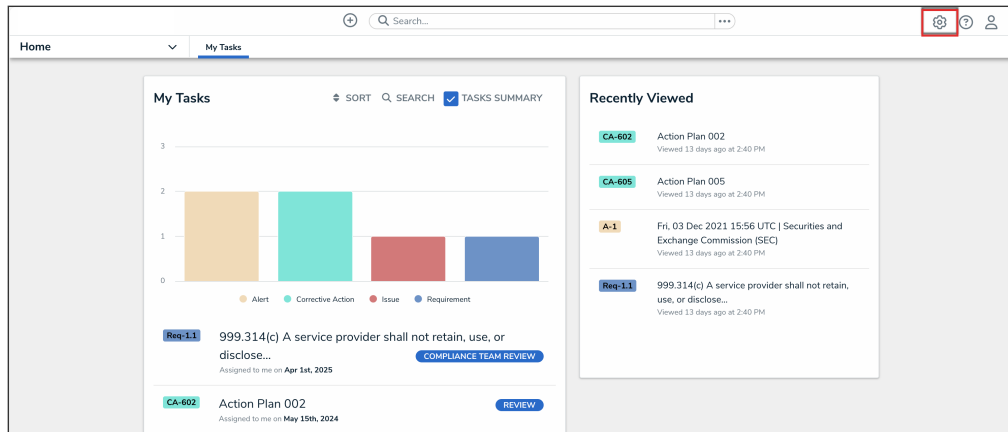 Search...
Home
My Tasks
My Tasks
SORT
SEARCH
TASKS SUMMARY
3
2
1
0
Alert
Corrective Action
Issue
Requirement
Req-1.1
999.314(c) A service provider shall not retain, use, or
disclose...
COMPLIANCE TEAM REVIEW
Assigned to me on Apr 1st, 2025
CA-602
Action Plan 002
REVIEW
Assigned to me on May 15th, 2024
Recently Viewed
CA-602
Action Plan 002
Viewed 13 days ago at 2:40 PM
CA-605
Action Plan 005
Viewed 13 days ago at 2:40 PM
A-1
Fri, 03 Dec 2021 15:56 UTC | Securities and
Exchange Commission (SEC)
Viewed 13 days ago at 2:40 PM
Req-1.1
999.314(c) A service provider shall not retain,
use, or disclose...
Viewed 13 days ago at 2:40 PM